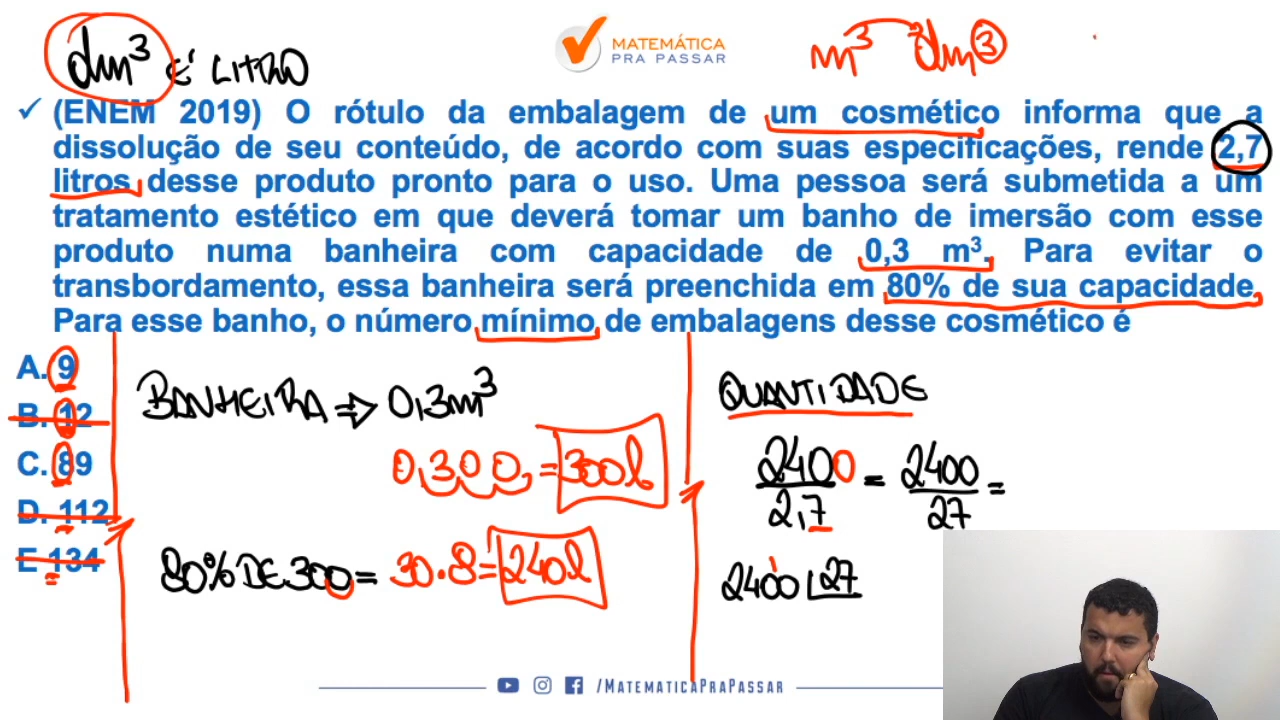 dm³ É LITRO
MATEMÁTICA
PRA PASSAR
m³ dm³
(ENEM 2019) O rótulo da embalagem de um cosmético informa que a
dissolução de seu conteúdo, de acordo com suas especificações, rende 2,7
litros desse produto pronto para o uso. Uma pessoa será submetida a um
tratamento estético em que deverá tomar um banho de imersão com esse
produto numa banheira com capacidade de 0,3 m³. Para evitar o
transbordamento, essa banheira será preenchida em 80% de sua capacidade.
Para esse banho, o número mínimo de embalagens desse cosmético é
A. 9
B. 12
C. 89
D. 112
E 134
BANHEIRA ⇒ 0,3m³
0,300, = 300l
80% DE 300 = 30.8 = 240l
QUANTIDADE
2400 = 2400 =
2,7 27
2400 27
/MATEMATICAPRAPASSAR